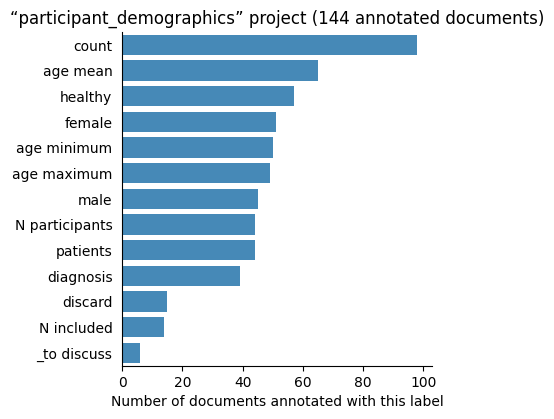 “participant_demographics” project (144 annotated documents)
count
age mean
healthy
female
age minimum
age maximum
male
N participants
patients
diagnosis
discard
N included
_to discuss
0 20 40 60 80 100
Number of documents annotated with this label